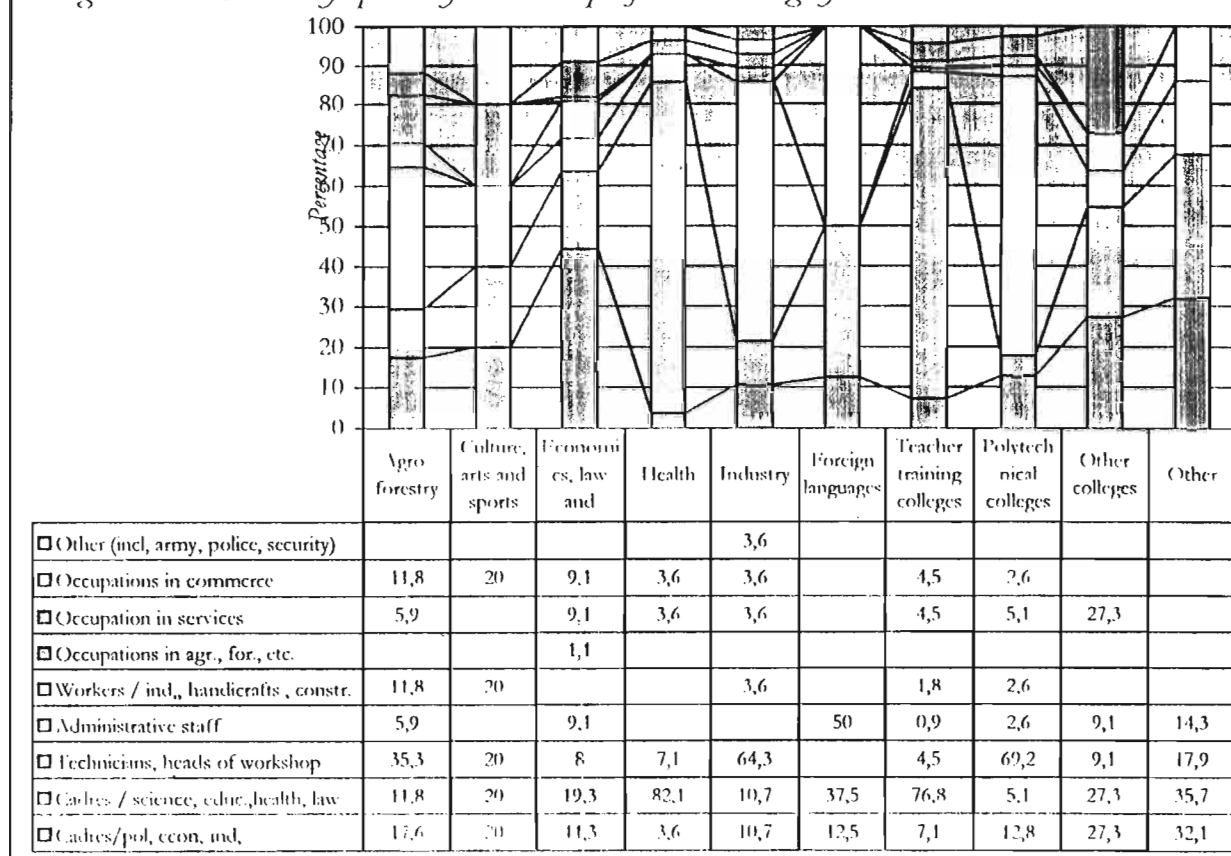 100
90
80
70
60
50
40
30
20
10
0
Percentage
Agro forestry
Culture, arts and sports
Economi cs, law and
Health
Industry
Foreign languages
Teacher training colleges
Polytech nical colleges
Other colleges
Other
Other (incl, army, police, security) 3,6
Occupations in commerce 11,8 20 9,1 3,6 3,6 4,5 2,6
Occupation in services 5,9 9,1 3,6 3,6 4,5 5,1 27,3
Occupations in agr., for., etc. 1,1
Workers / ind,, handicrafts , constr. 11,8 20 3,6 1,8 2,6
Administrative staff 5,9 9,1 50 0,9 2,6 9,1 14,3
Technicians, heads of workshop 35,3 20 8 7,1 64,3 4,5 69,2 9,1 17,9
Cadres / science, educ.,health, law 11,8 20 19,3 82,1 10,7 37,5 76,8 5,1 27,3 35,7
Cadres/pol, econ, ind, 17,6 20 44,3 3,6 10,7 12,5 7,1 12,8 27,3 32,1